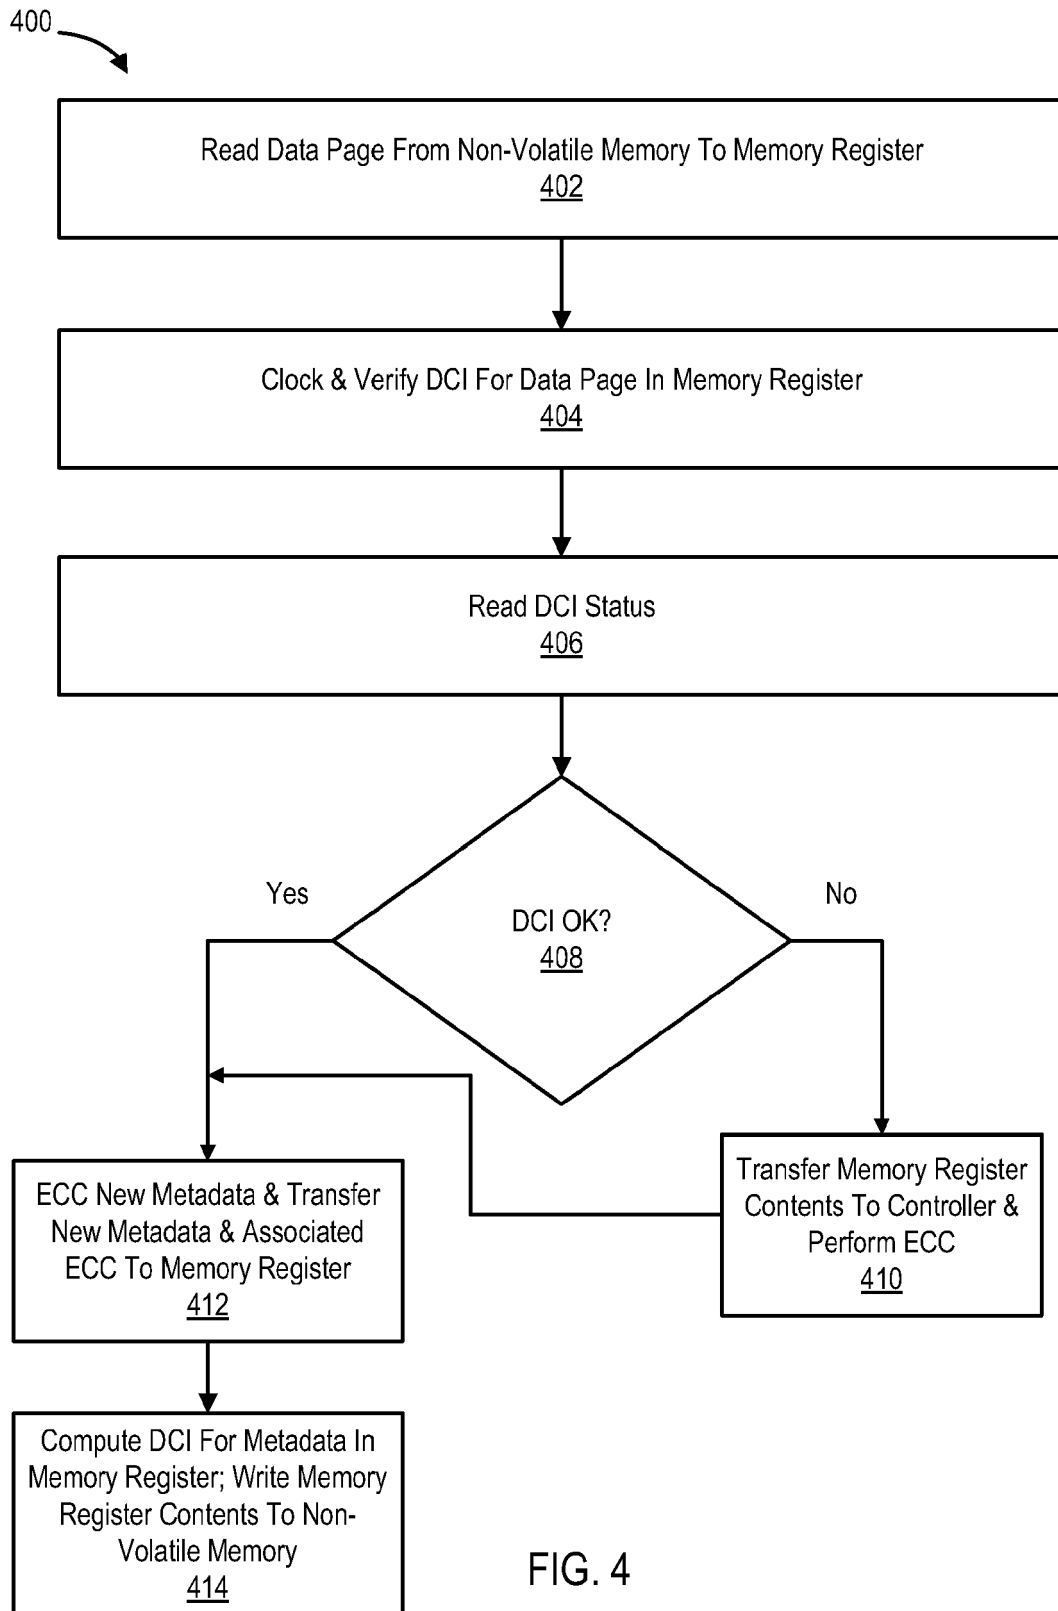 400
Read Data Page From Non-Volatile Memory To Memory Register
402
Clock & Verify DCI For Data Page In Memory Register
404
Read DCI Status
406
Yes
No
DCI OK?
408
Transfer Memory Register
Contents To Controller &
Perform ECC
410
ECC New Metadata & Transfer
New Metadata & Associated
ECC To Memory Register
412
Compute DCI For Metadata In
Memory Register; Write Memory
Register Contents To Non-
Volatile Memory
414
FIG. 4